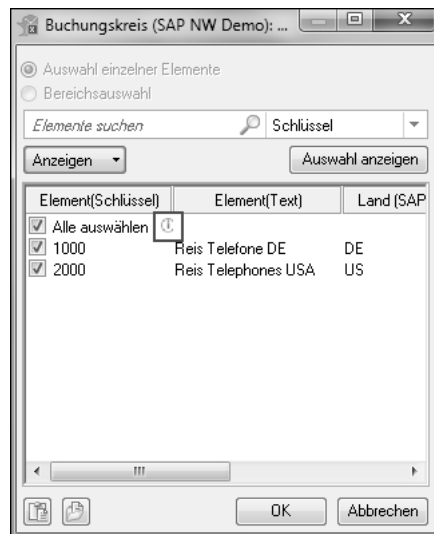 Buchungskreis (SAP NW Demo): ...
Auswahl einzelner Elemente
Bereichsauswahl
Elemente suchen Schlüssel
Anzeigen Auswahl anzeigen
Element(Schlüssel) Element(Text) Land (SAP
Alle auswählen
1000 Reis Telefone DE DE
2000 Reis Telephones USA US
OK Abbrechen